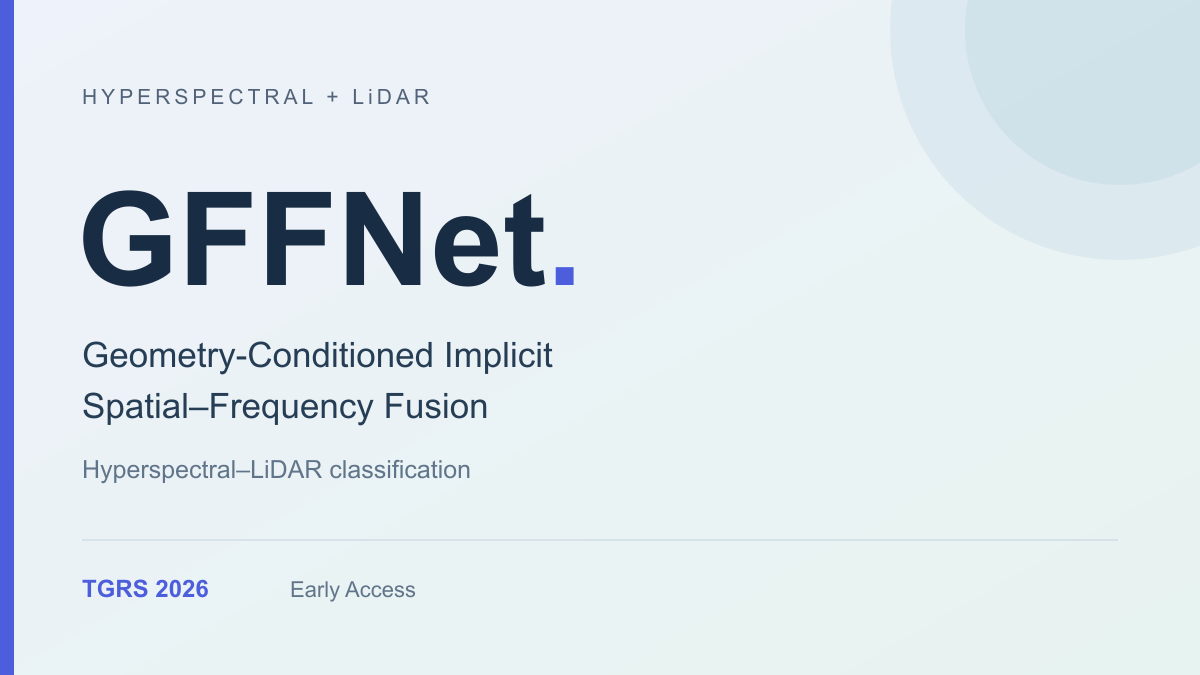 HYPERSPECTRAL + LiDAR
GFFNet.
Geometry-Conditioned Implicit
Spatial–Frequency Fusion
Hyperspectral–LiDAR classification
TGRS 2026
Early Access